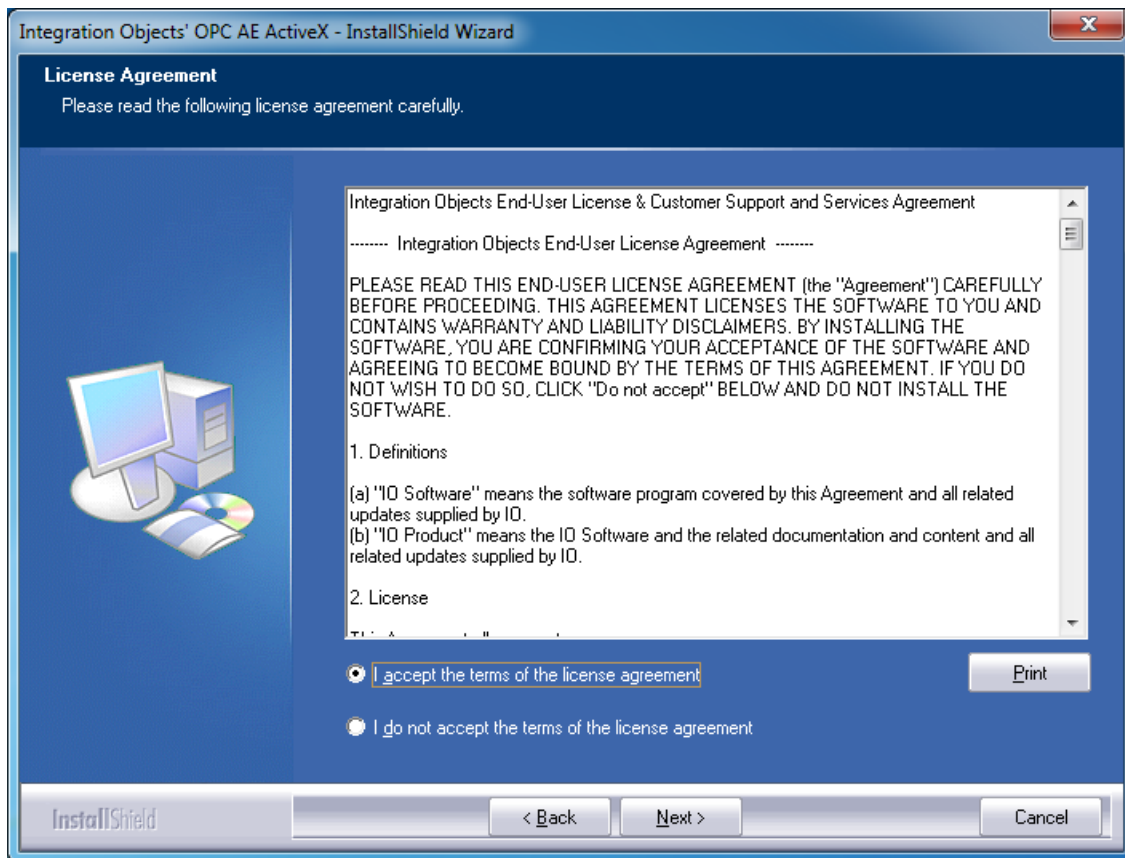 Integration Objects' OPC AE ActiveX - InstallShield Wizard
License Agreement
Please read the following license agreement carefully.
Integration Objects End-User License & Customer Support and Services Agreement
-------- Integration Objects End-User License Agreement --------
PLEASE READ THIS END-USER LICENSE AGREEMENT (the "Agreement") CAREFULLY
BEFORE PROCEEDING. THIS AGREEMENT LICENSES THE SOFTWARE TO YOU AND
CONTAINS WARRANTY AND LIABILITY DISCLAIMERS. BY INSTALLING THE
SOFTWARE, YOU ARE CONFIRMING YOUR ACCEPTANCE OF THE SOFTWARE AND
AGREEING TO BECOME BOUND BY THE TERMS OF THIS AGREEMENT. IF YOU DO
NOT WISH TO DO SO, CLICK "Do not accept" BELOW AND DO NOT INSTALL THE
SOFTWARE.
1. Definitions
(a) "IO Software" means the software program covered by this Agreement and all related
updates supplied by IO.
(b) "IO Product" means the IO Software and the related documentation and content and all
related updates supplied by IO.
2. License
I accept the terms of the license agreement
Print
I do not accept the terms of the license agreement
InstallShield
< Back
Next >
Cancel